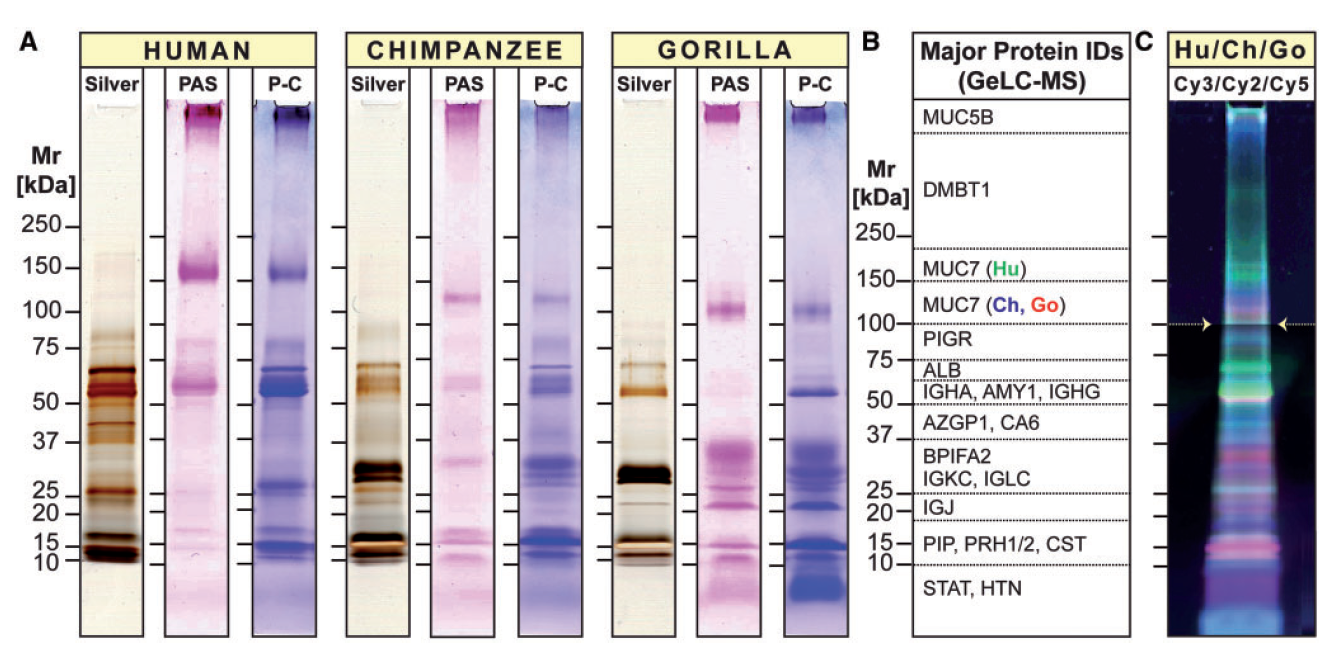 A
HUMAN
CHIMPANZEE
GORILLA
B
Major Protein IDs
(GeLC-MS)
C
Hu/Ch/Go
Silver PAS P-C
Silver PAS P-C
Silver PAS P-C
Cy3/Cy2/Cy5
Mr
[kDa]
250
150
100
75
50
37
25
20
15
10
Mr
[kDa]
250
150
100
75
50
37
25
20
15
10
MUC5B
DMBT1
MUC7 (Hu)
MUC7 (Ch, Go)
PIGR
ALB
IGHA, AMY1, IGHG
AZGP1, CA6
BPIFA2
IGKC, IGLC
IGJ
PIP, PRH1/2, CST
STAT, HTN